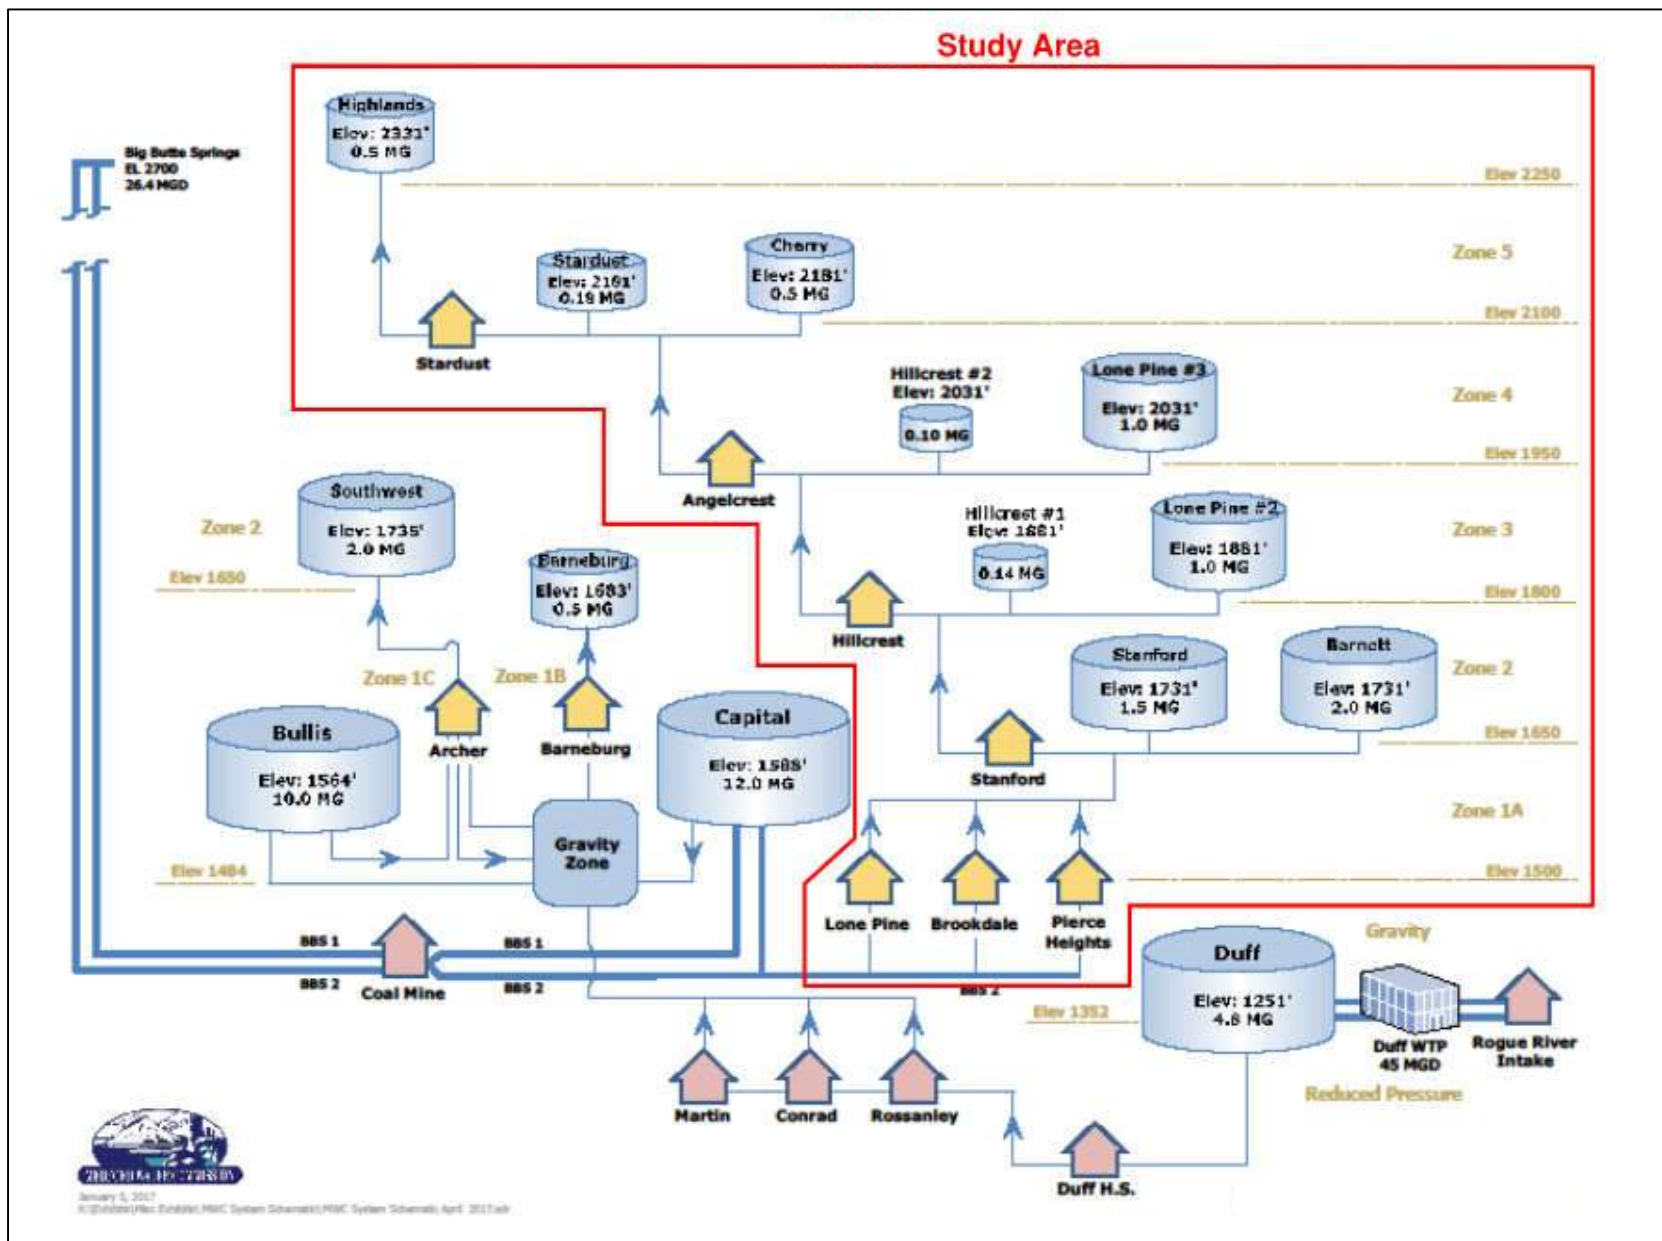 Study Area
Highlands
Elev: 2331'
0.5 MG
Big Butte Springs
EL 2700
26.4 MGD
Elev 2250
Stardust
Elev: 2181'
0.18 MG
Cherry
Elev: 2181'
0.5 MG
Zone 5
Elev 2100
Stardust
Hillcrest #2
Elev: 2031'
0.10 MG
Lone Pine #3
Elev: 2031'
1.0 MG
Zone 4
Elev 1950
Angelcrest
Southwest
Elev: 1735'
2.0 MG
Zone 2
Elev 1650
Hillcrest #1
Elev: 1881'
0.14 MG
Lone Pine #2
Elev: 1881'
1.0 MG
Zone 3
Elev 1800
Barneburg
Elev: 1683'
0.5 MG
Hillcrest
Stanford
Elev: 1731'
1.5 MG
Barnett
Elev: 1731'
2.0 MG
Zone 2
Elev 1650
Zone 1C
Zone 1B
Archer
Barneburg
Bullis
Elev: 1564'
10.0 MG
Capital
Elev: 1588'
12.0 MG
Stanford
Zone 1A
Gravity
Zone
Elev 1484
Elev 1500
Lone Pine
Brookdale
Pierce
Heights
BBS 1
BBS 1
BBS 2
BBS 2
BBS 2
Coal Mine
Gravity
Duff
Elev: 1251'
4.8 MG
Elev 1352
Duff WTP
45 MGD
Rogue River
Intake
Reduced Pressure
Martin
Conrad
Rossanley
Duff H.S.
January 5, 2017